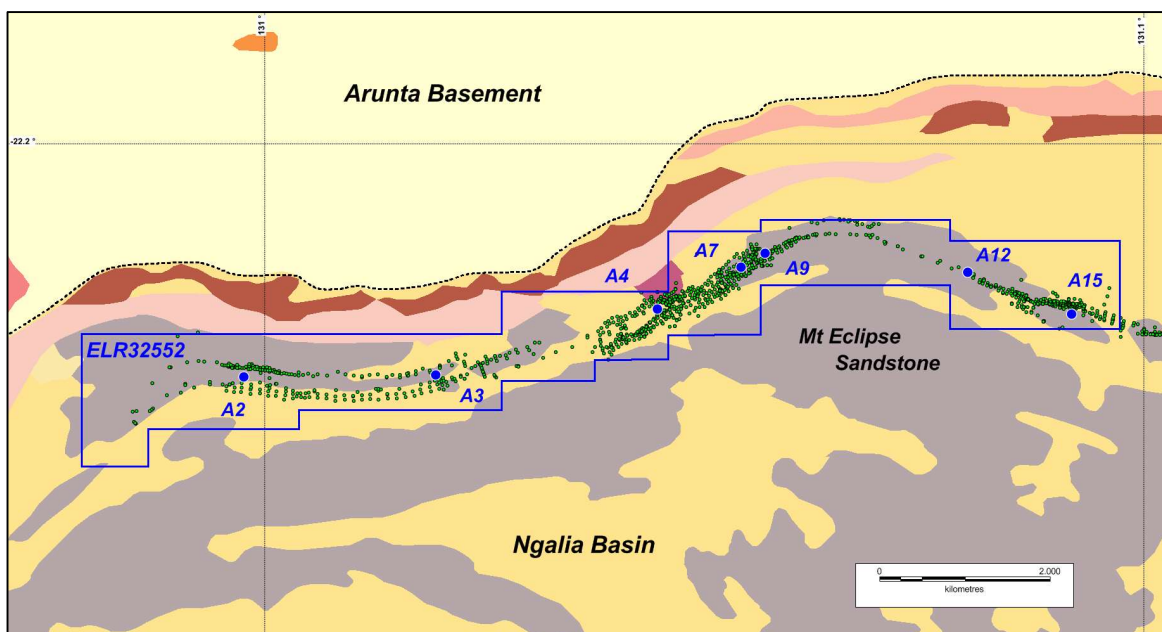 131 °
131.1 °
Arunta Basement
-22.2 °
A7
A4
A9
A12
A15
ELR32552
Mt Eclipse
Sandstone
A2
A3
Ngalia Basin
0
2.000
kilometres